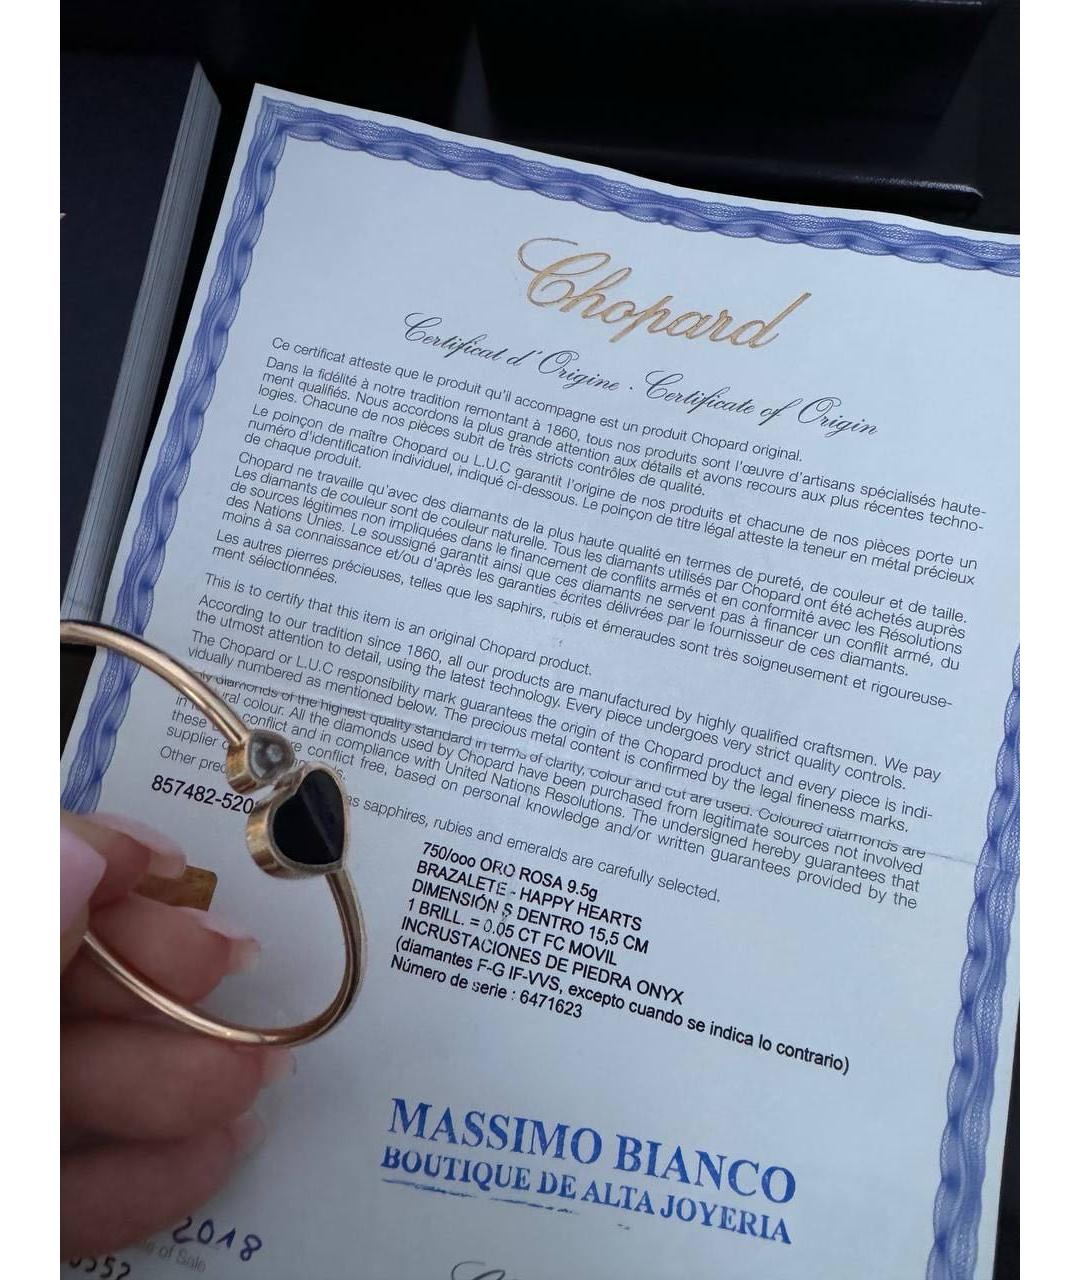 Chopard
Certificat d'Origine · Certificate of Origin
Ce certificat atteste que le produit qu'il accompagne est un produit Chopard original.
Dans la fidélité à notre tradition remontant à 1860, tous nos produits sont l'œuvre d'artisans spécialisés haute-
ment qualifiés. Nous accordons la plus grande attention aux détails et avons recours aux plus récentes techno-
logies. Chacune de nos pièces subit de très stricts contrôles de qualité.
Le poinçon de maître Chopard ou L.U.C garantit l'origine de nos produits et chacune de nos pièces porte un
numéro d'identification individuel, indiqué ci-dessous. Le poinçon de titre légal atteste la teneur en métal précieux
de chaque produit.
Chopard ne travaille qu'avec des diamants de la plus haute qualité en termes de pureté, de couleur et de taille.
Les diamants de couleur sont de couleur naturelle. Tous les diamants utilisés par Chopard ont été achetés auprès
de sources légitimes non impliquées dans le financement de conflits armés et en conformité avec les Résolutions
des Nations Unies. Le soussigné garantit ainsi que ces diamants ne servent pas à financer un conflit armé, du
moins à sa connaissance et/ou d'après les garanties écrites délivrées par le fournisseur de ces diamants.
Les autres pierres précieuses, telles que les saphirs, rubis et émeraudes sont très soigneusement et rigoureuse-
ment sélectionnées.
This is to certify that this item is an original Chopard product.
According to our tradition since 1860, all our products are manufactured by highly qualified craftsmen. We pay
the utmost attention to detail, using the latest technology. Every piece undergoes very strict quality controls.
The Chopard or L.U.C responsibility mark guarantees the origin of the Chopard product and every piece is indi-
vidually numbered as mentioned below. The precious metal content is confirmed by the legal fineness marks.
diamonds of the highest quality standard in terms of clarity, colour and cut are used. Coloured diamonds are
in colour. All the diamonds used by Chopard have been purchased from legitimate sources not involved
these conflict and in compliance with United Nations Resolutions. The undersigned hereby guarantees that
supplier conflict free, based on personal knowledge and/or written guarantees provided by the
Other as sapphires, rubies and emeralds are carefully selected.
857482-520
750/ooo ORO ROSA 9.5g
BRAZALETE - HAPPY HEARTS
DIMENSIÓN S DENTRO 15,5 CM
1 BRILL. = 0.05 CT FC MOVIL
INCRUSTACIONES DE PIEDRA ONYX
(diamantes F-G IF-VVS, excepto cuando se indica lo contrario)
Número de serie : 6471623
MASSIMO BIANCO
BOUTIQUE DE ALTA JOYERIA
2018
of Sale